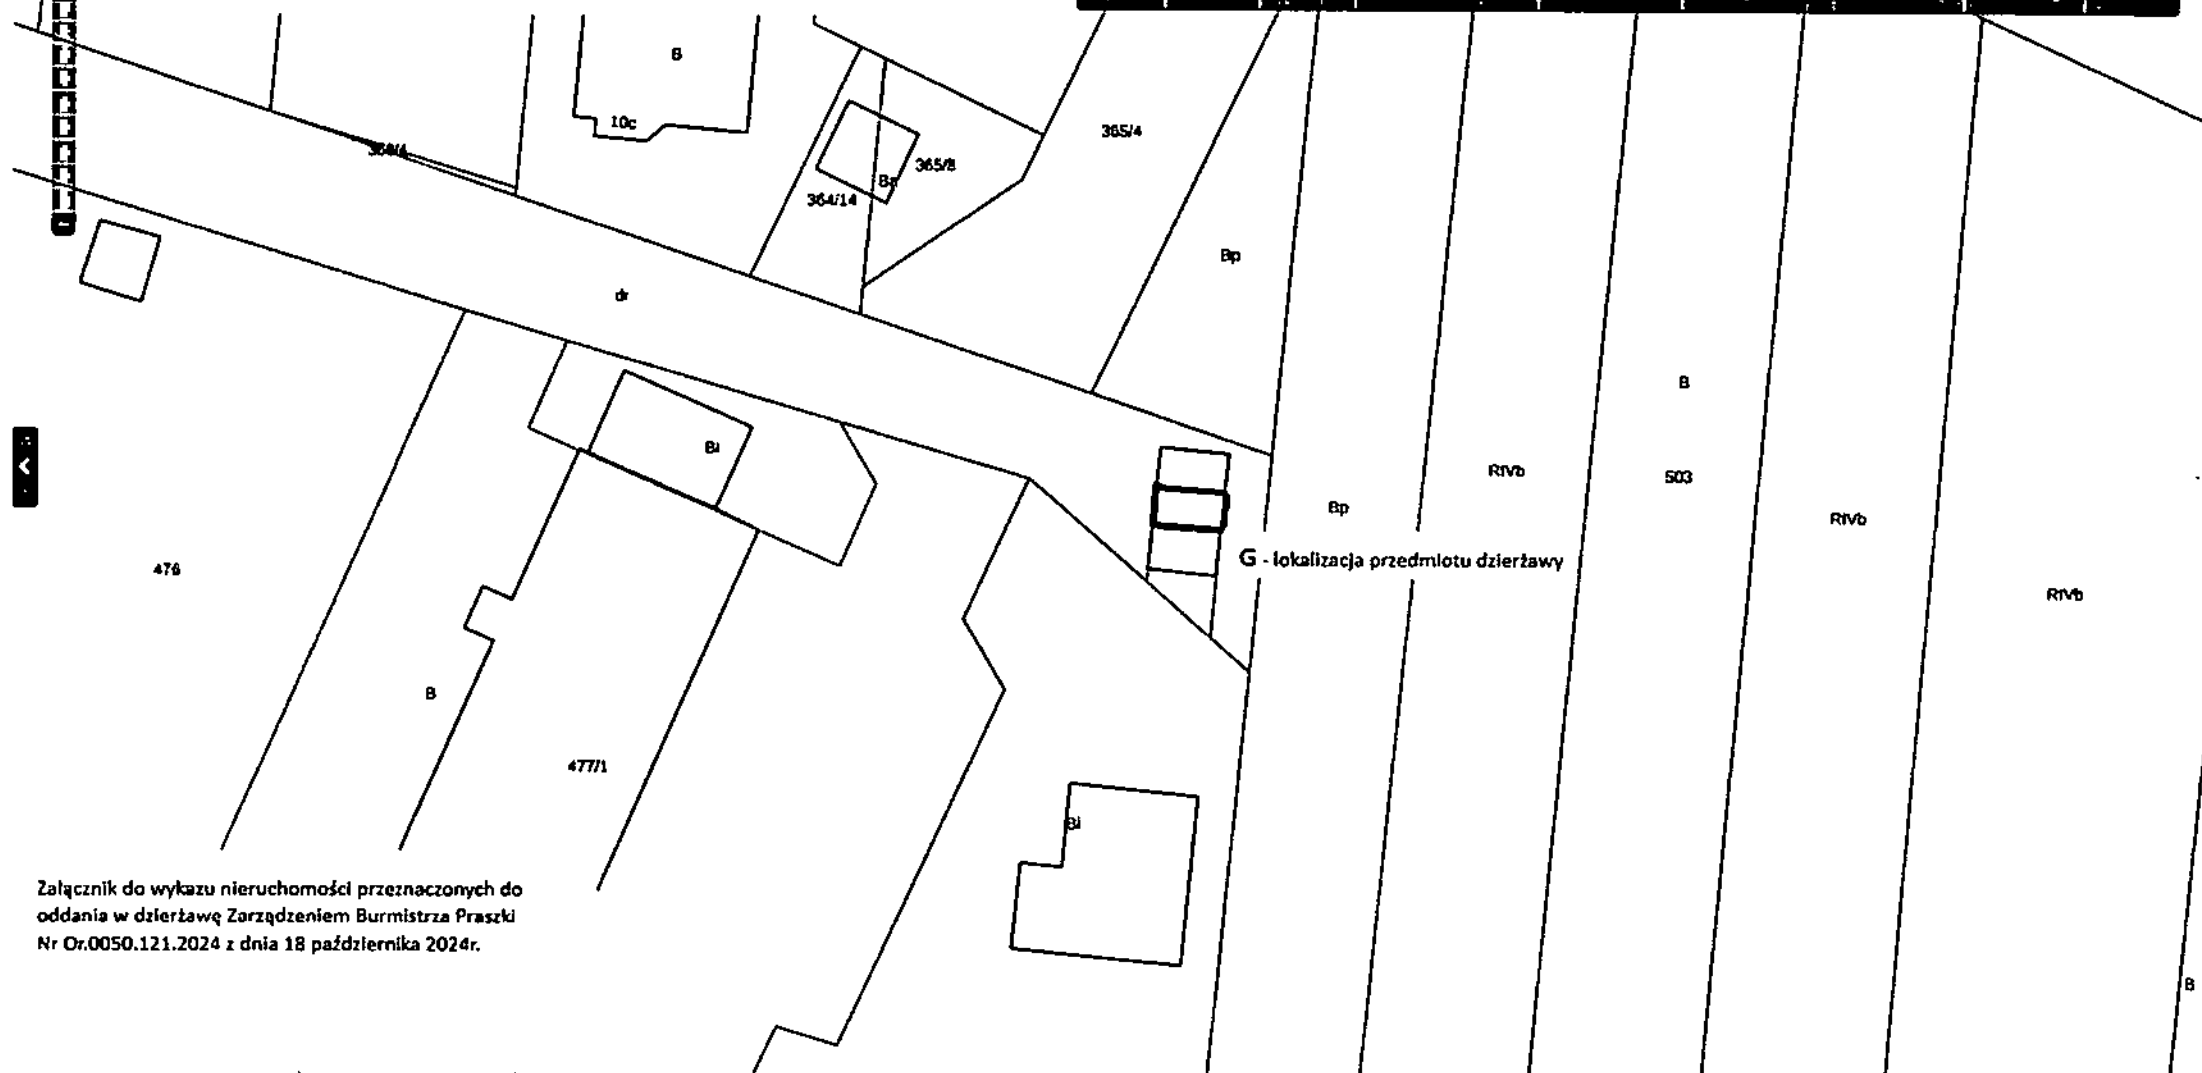 B
10c
365/4
365/8
364/14
Bp
dr
B
Bi
RIVb
503
Bp
RIVb
G - lokalizacja przedmiotu dzierżawy
476
RIVb
B
477/1
Bi
Załącznik do wykazu nieruchomości przeznaczonych do
oddania w dzierżawę Zarządzeniem Burmistrza Praszki
Nr Or.0050.121.2024 z dnia 18 października 2024r.
B